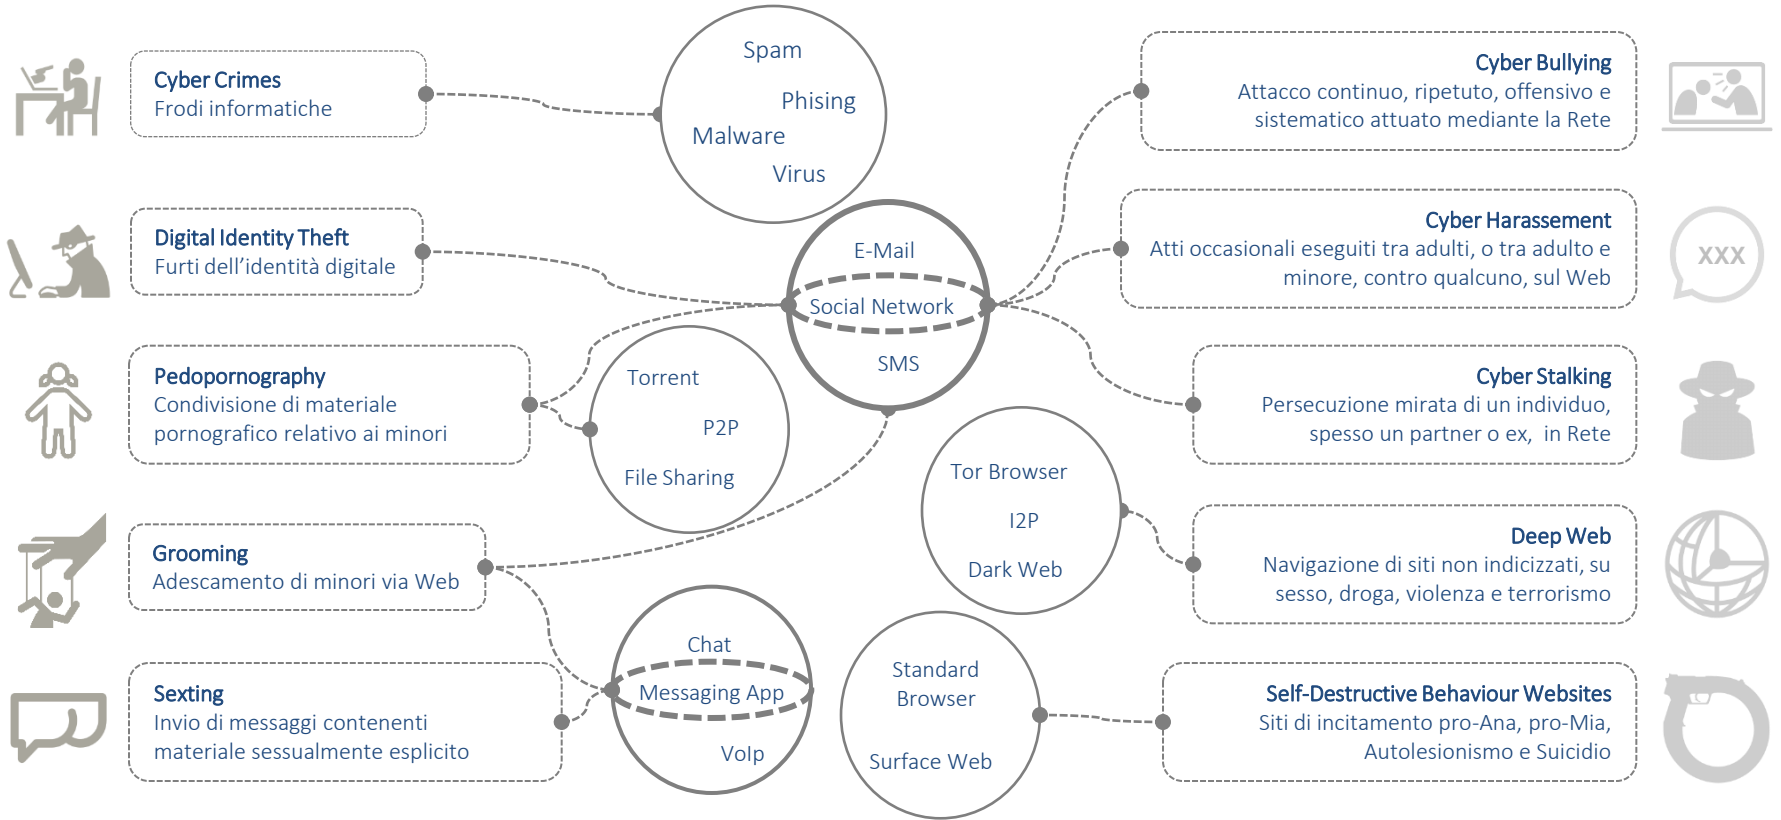 Cyber Crimes
Frodi informatiche
Digital Identity Theft
Furti dell’identità digitale
Pedopornography
Condivisione di materiale
pornografico relativo ai minori
Grooming
Adescamento di minori via Web
Sexting
Invio di messaggi contenenti
materiale sessualmente esplicito
Spam
Phising
Malware
Virus
E-Mail
Social Network
SMS
Torrent
P2P
File Sharing
Tor Browser
I2P
Dark Web
Chat
Messaging App
VoIp
Standard
Browser
Surface Web
Cyber Bullying
Attacco continuo, ripetuto, offensivo e
sistematico attuato mediante la Rete
Cyber Harassement
Atti occasionali eseguiti tra adulti, o tra adulto e
minore, contro qualcuno, sul Web
XXX
Cyber Stalking
Persecuzione mirata di un individuo,
spesso un partner o ex, in Rete
Deep Web
Navigazione di siti non indicizzati, su
sesso, droga, violenza e terrorismo
Self-Destructive Behaviour Websites
Siti di incitamento pro-Ana, pro-Mia,
Autolesionismo e Suicidio